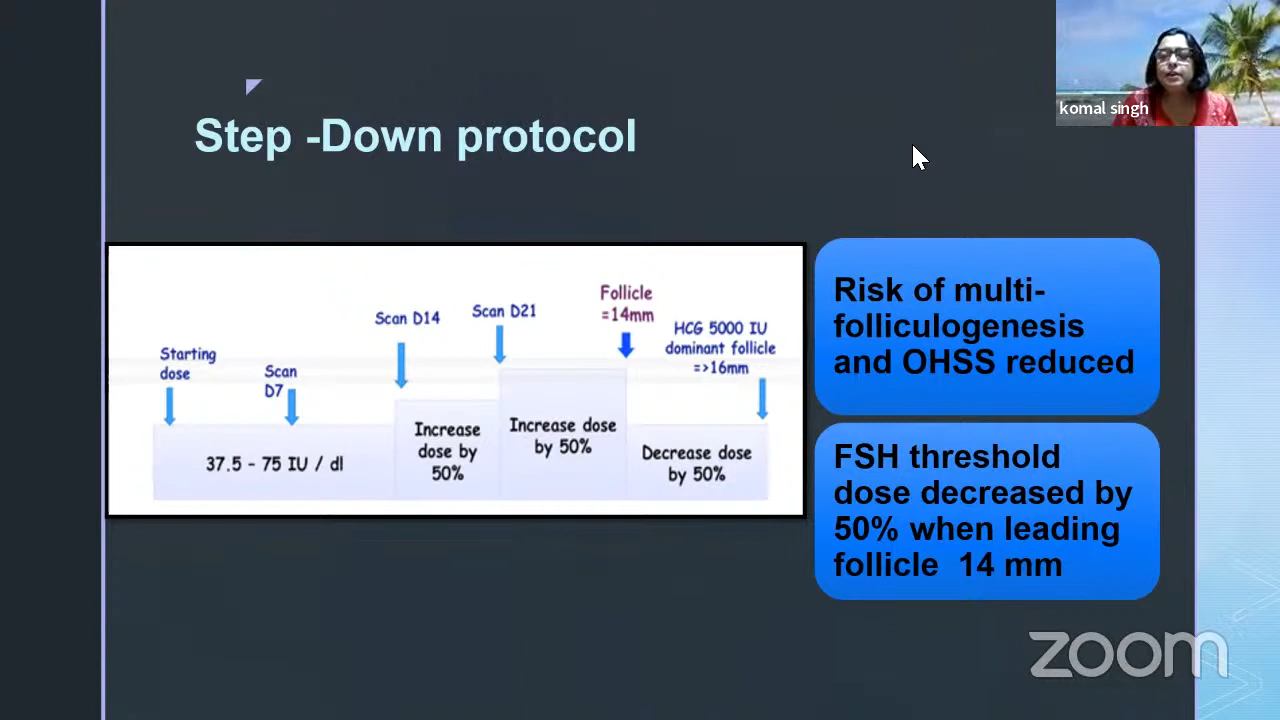 komal singh
Step -Down protocol
Starting
dose
Scan
D7
Scan D14
Scan D21
Follicle
=14mm
HCG 5000 IU
dominant follicle
=>16mm
37.5 - 75 IU / dl
Increase
dose by
50%
Increase dose
by 50%
Decrease dose
by 50%
Risk of multi-
folliculogenesis
and OHSS reduced
FSH threshold
dose decreased by
50% when leading
follicle 14 mm
zoom